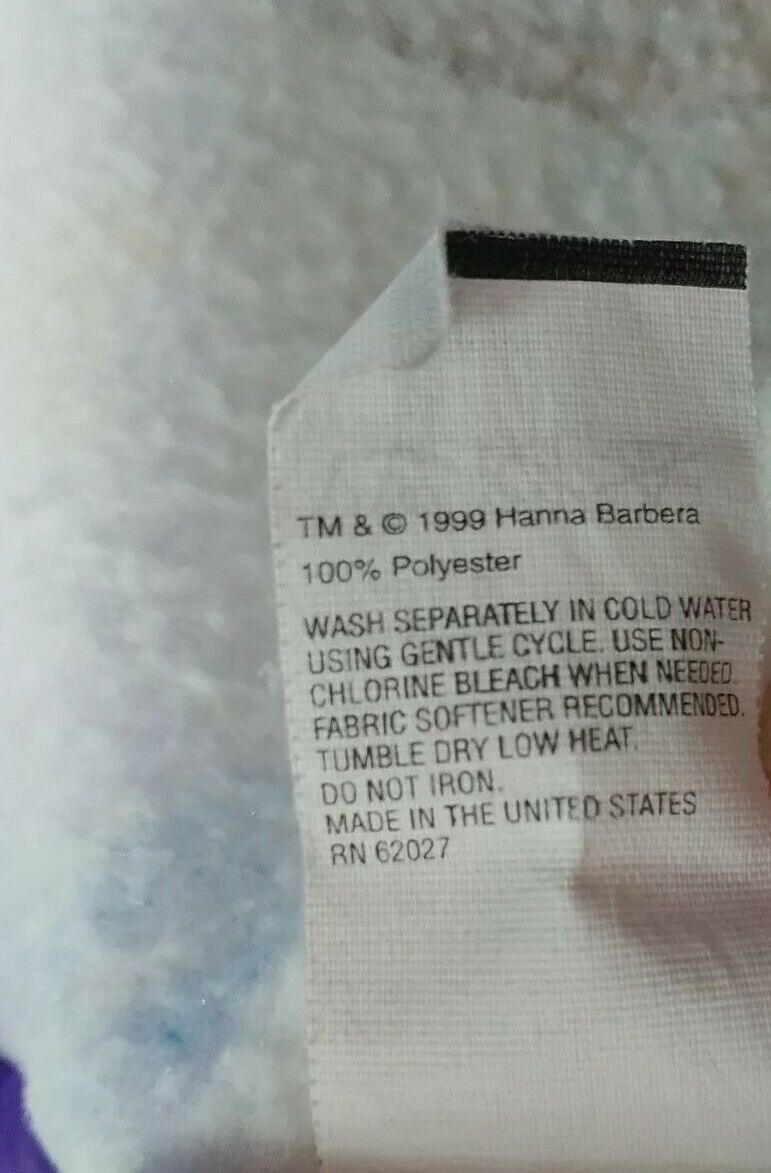 TM & © 1999 Hanna Barbera
100% Polyester
WASH SEPARATELY IN COLD WATER
USING GENTLE CYCLE. USE NON-
CHLORINE BLEACH WHEN NEEDED.
FABRIC SOFTENER RECOMMENDED.
TUMBLE DRY LOW HEAT.
DO NOT IRON.
MADE IN THE UNITED STATES
RN 62027